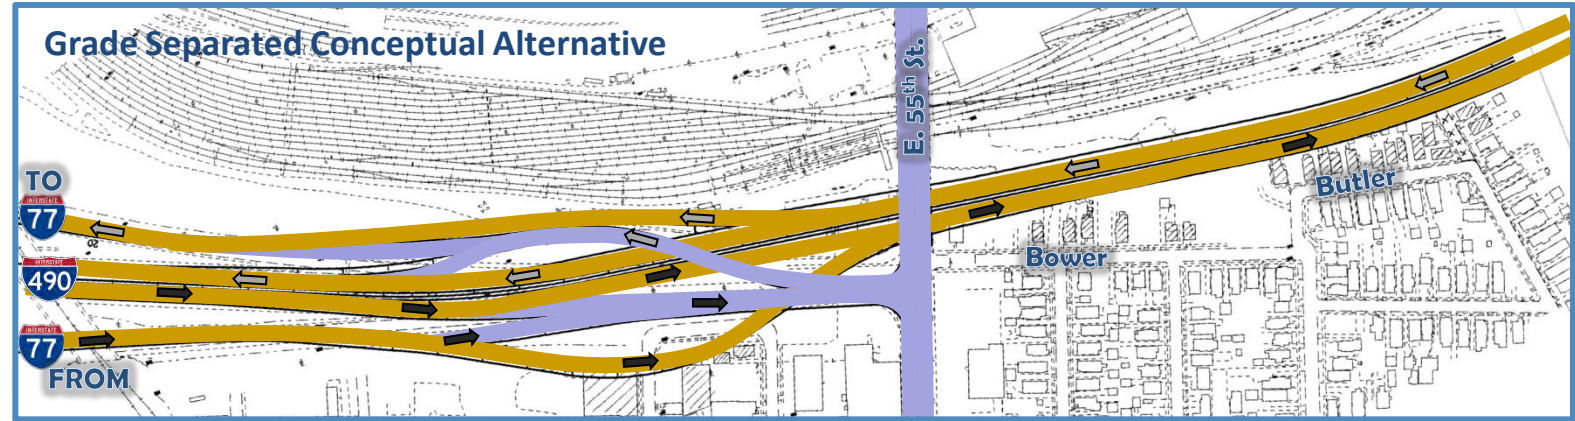 Grade Separated Conceptual Alternative
E. 55th St.
TO
INTERSTATE
77
INTERSTATE
490
INTERSTATE
77
FROM
Bower
Butler